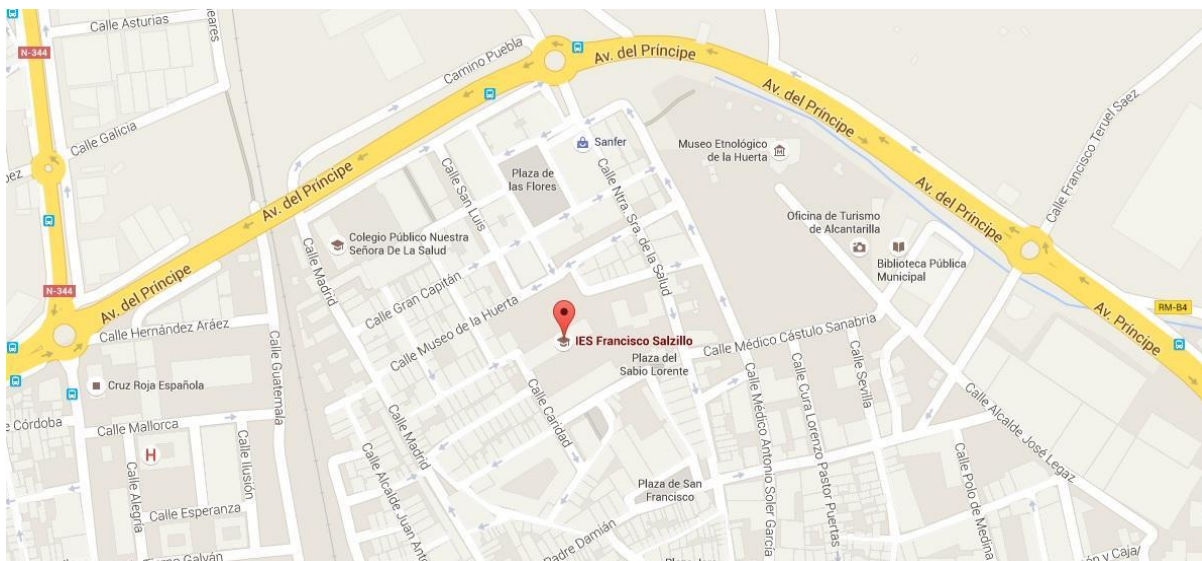 Calle Asturias
N-344
Calle Galicia
Camino Puebla
Av. del Príncipe
Av. del Príncipe
Av. del Príncipe
Av. del Príncipe
Av. del Príncipe
Av. Príncipe
Sanfer
Plaza de
las Flores
Calle San Luis
Calle Ntra. Sra. de la Salud
Museo Etnológico
de la Huerta
Calle Francisco Teruel Saez
Oficina de Turismo
de Alcantarilla
Biblioteca Pública
Municipal
Colegio Público Nuestra
Señora De La Salud
Calle Madrid
Calle Gran Capitán
Calle Museo de la Huerta
N-344
Calle Hernández Aráez
Calle Guatemala
Cruz Roja Española
IES Francisco Salzillo
Plaza del
Sabio Lorente
Calle Médico Cástulo Sanabria
RM-B4
Calle Sevilla
Calle Cura Lorenzo Pastor Puertas
Calle Médico Antonio Soler García
Calle Alcalde José Legaz
Calle Caridad
Calle Madrid
Calle Alcalde Juan Ant
Córdoba
Calle Mallorca
H
Calle Ilusión
Calle Alegría
Calle Esperanza
Galván
Plaza de San
Francisco
Padre Damián
Calle Polo de Medina
n y Caja